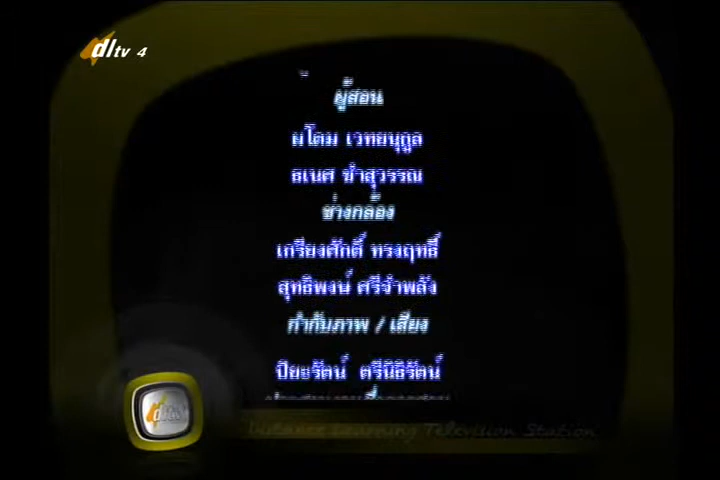 dltv 4
ผู้สอน
เวทยนุกูล
ธเนศ ขำสุวรรณ
ช่างกล้อง
เกรียงศักดิ์ ทรงฤทธิ์
สุทธิพงษ์ ศรีจำพลัง
กำกับภาพ / เสียง
ปิยะรัตน์ ตรีนิธิรัตน์
Distance Learning Television Station